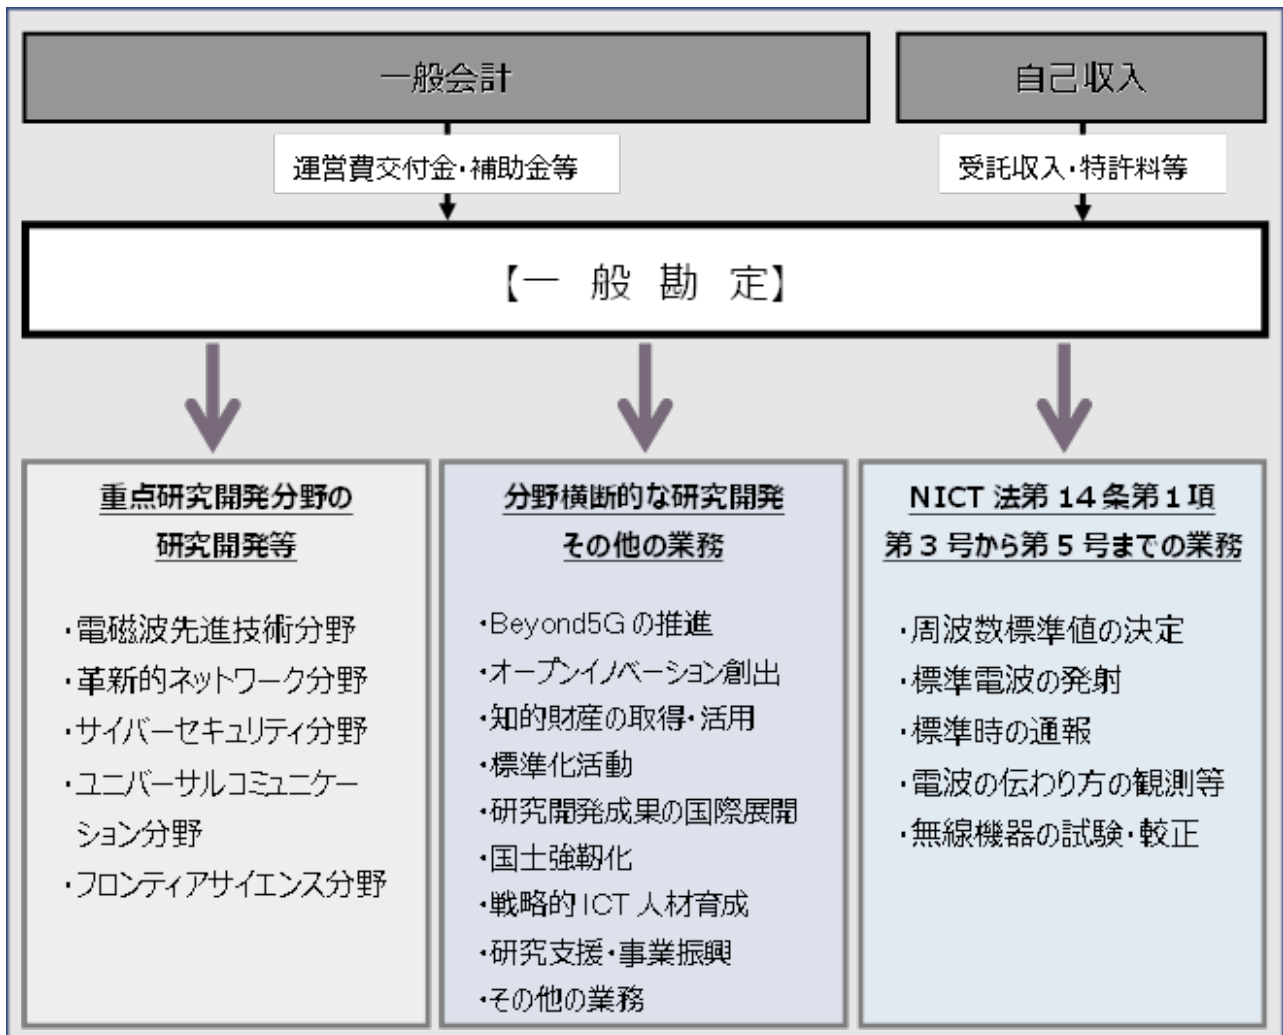 一般会計
自己収入
運営費交付金・補助金等
受託収入・特許料等
【一 般 勘 定】
重点研究開発分野の
研究開発等
・電磁波先進技術分野
・革新的ネットワーク分野
・サイバーセキュリティ分野
・ユニバーサルコミュニケー
ション分野
・フロンティアサイエンス分野
分野横断的な研究開発
その他の業務
・Beyond5Gの推進
・オープンイノベーション創出
・知的財産の取得・活用
・標準化活動
・研究開発成果の国際展開
・国土強靭化
・戦略的ICT人材育成
・研究支援・事業振興
・その他の業務
NICT法第14条第1項
第3号から第5号までの業務
・周波数標準値の決定
・標準電波の発射
・標準時の通報
・電波の伝わり方の観測等
・無線機器の試験・較正